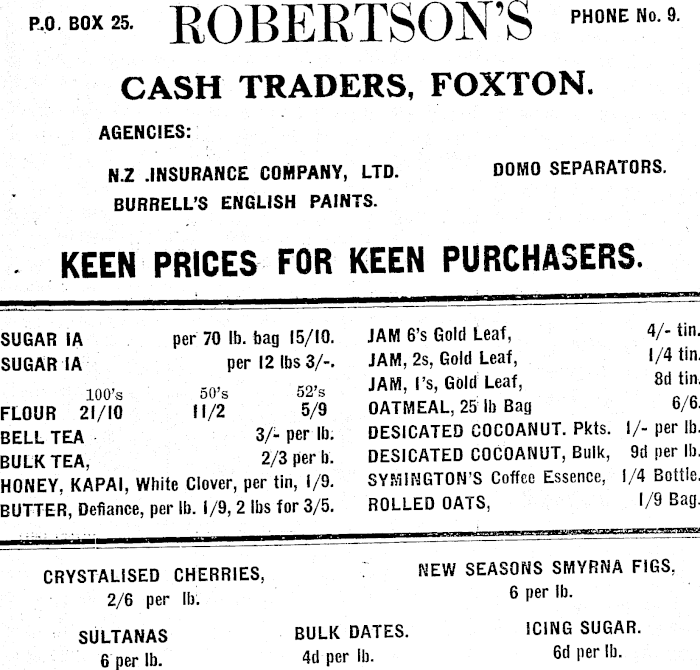 P.O. BOX 25.
ROBERTSON'S
PHONE No. 9.
CASH TRADERS, FOXTON.
AGENCIES:
N.Z .INSURANCE COMPANY, LTD.
DOMO SEPARATORS.
BURRELL'S ENGLISH PAINTS.
KEEN PRICES FOR KEEN PURCHASERS.
SUGAR IA per 70 lb. bag 15/10.
SUGAR IA per 12 lbs 3/-.
100's 50's 52's
FLOUR 21/10 11/2 5/9
BELL TEA 3/- per lb.
BULK TEA, 2/3 per b.
HONEY, KAPAI, White Clover, per tin, 1/9.
BUTTER, Defiance, per lb. 1/9, 2 lbs for 3/5.
JAM 6's Gold Leaf, 4/- tin.
JAM, 2s, Gold Leaf, 1/4 tin.
JAM, 1's, Gold Leaf, 8d tin.
OATMEAL, 25 lb Bag 6/6.
DESICATED COCOANUT. Pkts. 1/- per lb.
DESICATED COCOANUT, Bulk, 9d per lb.
SYMINGTON'S Coffee Essence, 1/4 Bottle.
ROLLED OATS, 1/9 Bag.
CRYSTALISED CHERRIES,
2/6 per lb.
NEW SEASONS SMYRNA FIGS,
6 per lb.
SULTANAS
6 per lb.
BULK DATES.
4d per lb.
ICING SUGAR.
6d per lb.